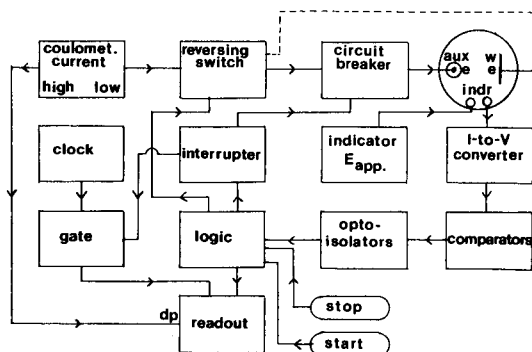 coulomet.
current
high low
reversing
switch
circuit
breaker
aux w
e e
indr
clock
interrupter
indicator
E app.
I-to-V
converter
gate
logic
opto-
isolators
comparators
dp
readout
stop
start